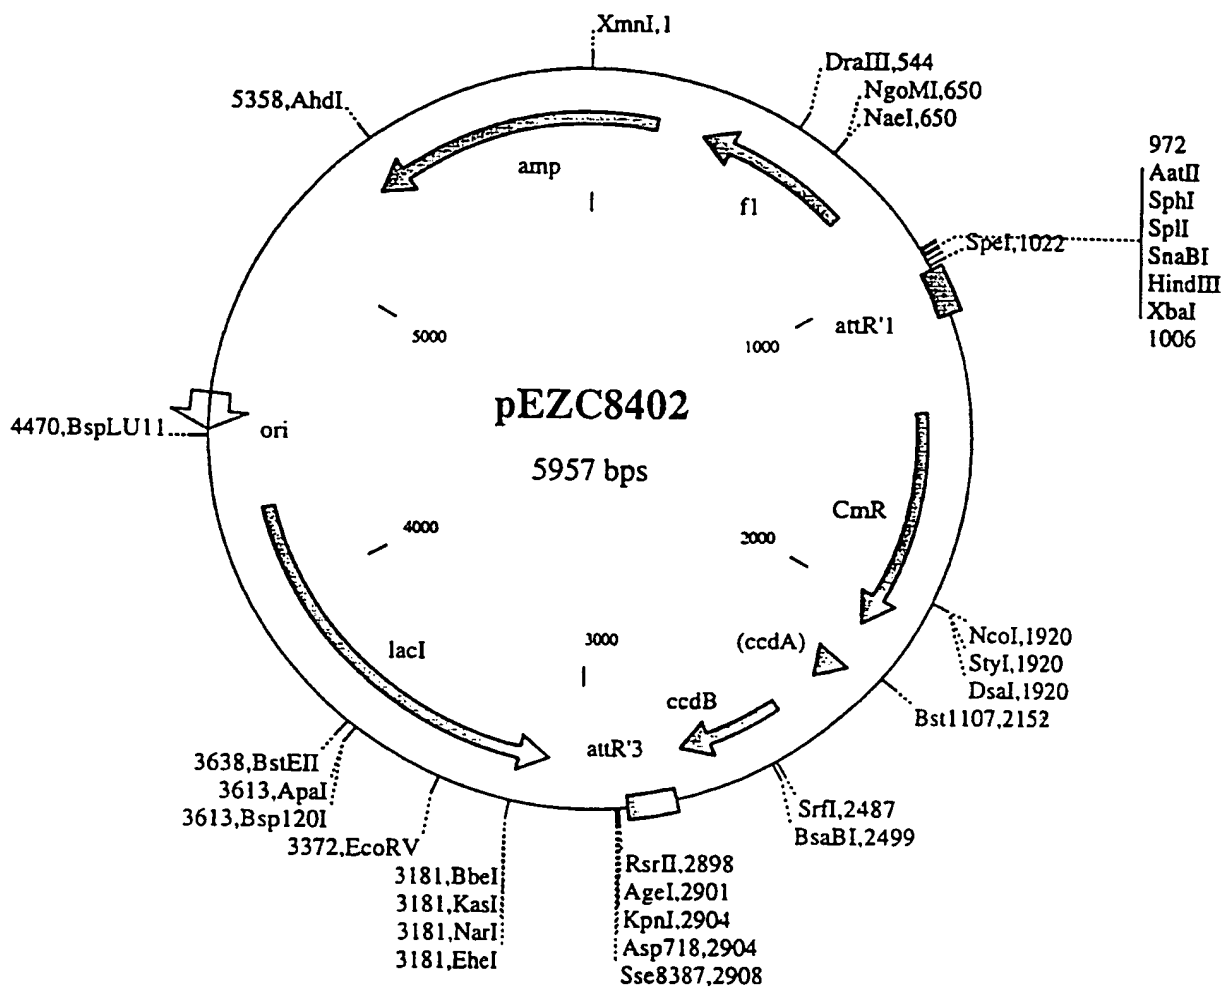 XmnI,1
DraIII,544
NgoMI,650
NaeI,650
5358,AhdI
972
AatII
SphI
SplI
SnaBI
HindIII
XbaI
1006
SpeI,1022
amp
f1
attR'1
5000
1000
pEZC8402
5957 bps
4470,BspLU11
ori
CmR
4000
2000
lacI
3000
(ccdA)
ccdB
attR'3
NcoI,1920
StyI,1920
DsaI,1920
Bst1107,2152
3638,BstEII
3613,ApaI
3613,Bsp120I
3372,EcoRV
SrfI,2487
BsaBI,2499
3181,BbeI
3181,KasI
3181,NarI
3181,EheI
RsrII,2898
AgeI,2901
KpnI,2904
Asp718,2904
Sse8387,2908